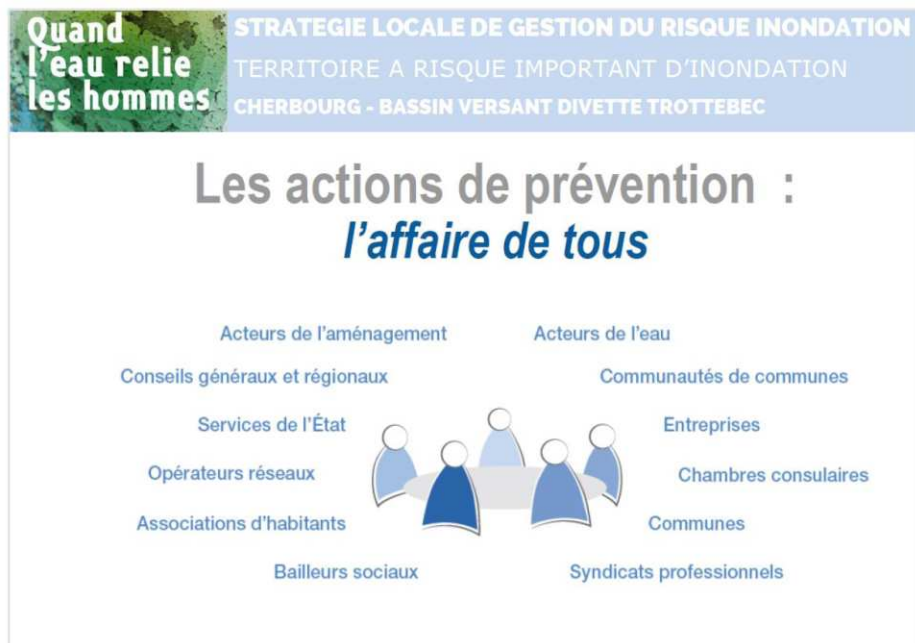 Quand
l'eau relie
les hommes
STRATEGIE LOCALE DE GESTION DU RISQUE INONDATION
TERRITOIRE A RISQUE IMPORTANT D'INONDATION
CHERBOURG - BASSIN VERSANT DIVETTE TROTTEBEC
Les actions de prévention :
l'affaire de tous
Acteurs de l'aménagement
Acteurs de l'eau
Conseils généraux et régionaux
Communautés de communes
Services de l'État
Entreprises
Opérateurs réseaux
Chambres consulaires
Associations d'habitants
Communes
Bailleurs sociaux
Syndicats professionnels